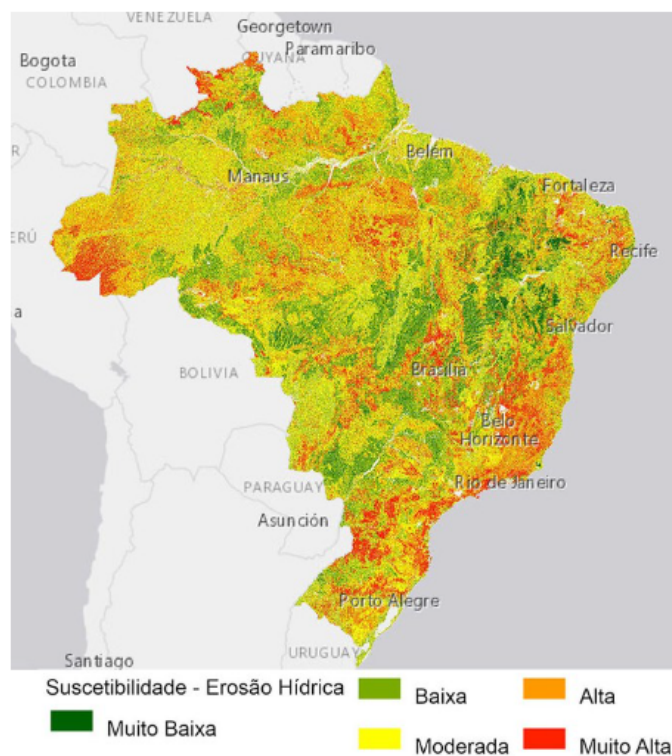 VENEZUELA
Georgetown
GUYANA
Paramaribo
Bogota
COLOMBIA
Belém
Manaus
Fortaleza
ERÚ
Recife
a
Salvador
BOLIVIA
Brasília
Belo
Horizonte
PARAGUAY
Rio de Janeiro
Asunción
Porto Alegre
URUGUAY
Santiago
Suscetibilidade - Erosão Hídrica
Muito Baixa
Baixa
Moderada
Alta
Muito Alta